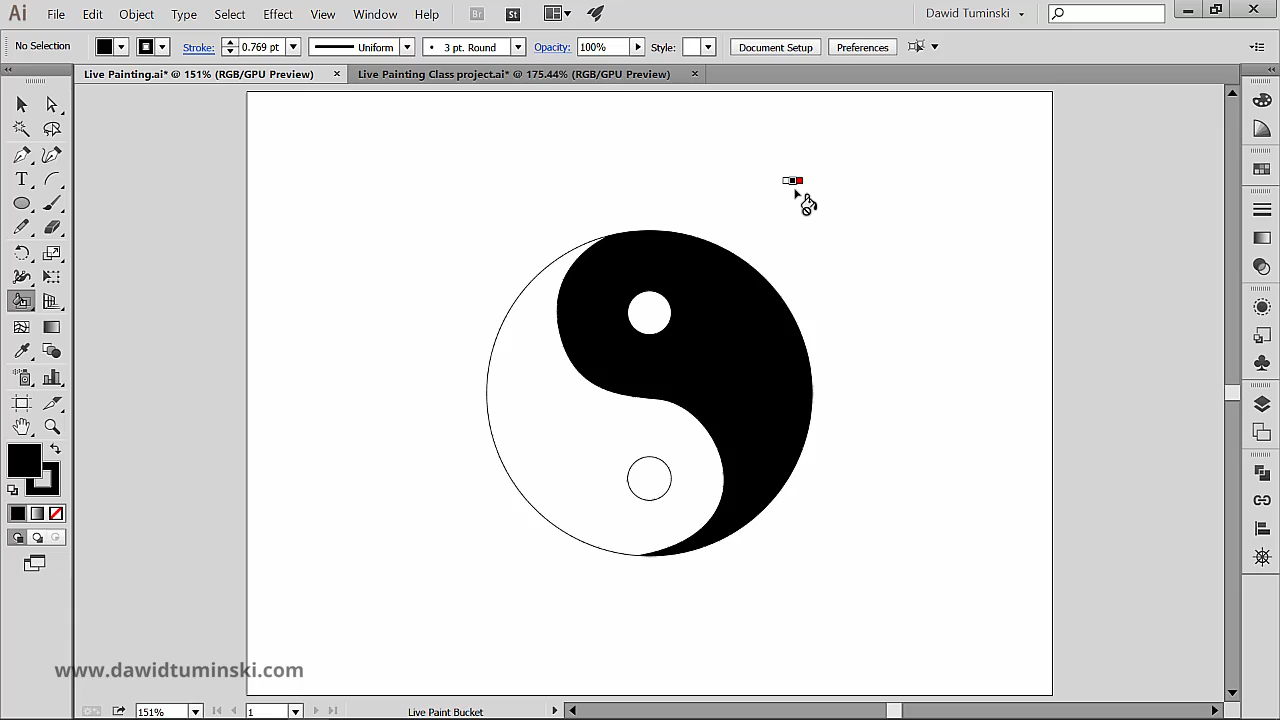 Ai File Edit Object Type Select Effect View Window Help Br St Dawid Tuminski
No Selection Stroke: 0.769 pt Uniform 3 pt. Round Opacity: 100% Style: Document Setup Preferences
Live Painting.ai* @ 151% (RGB/GPU Preview) × Live Painting Class project.ai* @ 175.44% (RGB/GPU Preview) ×
T
www.dawidtuminski.com
151% 1 Live Paint Bucket